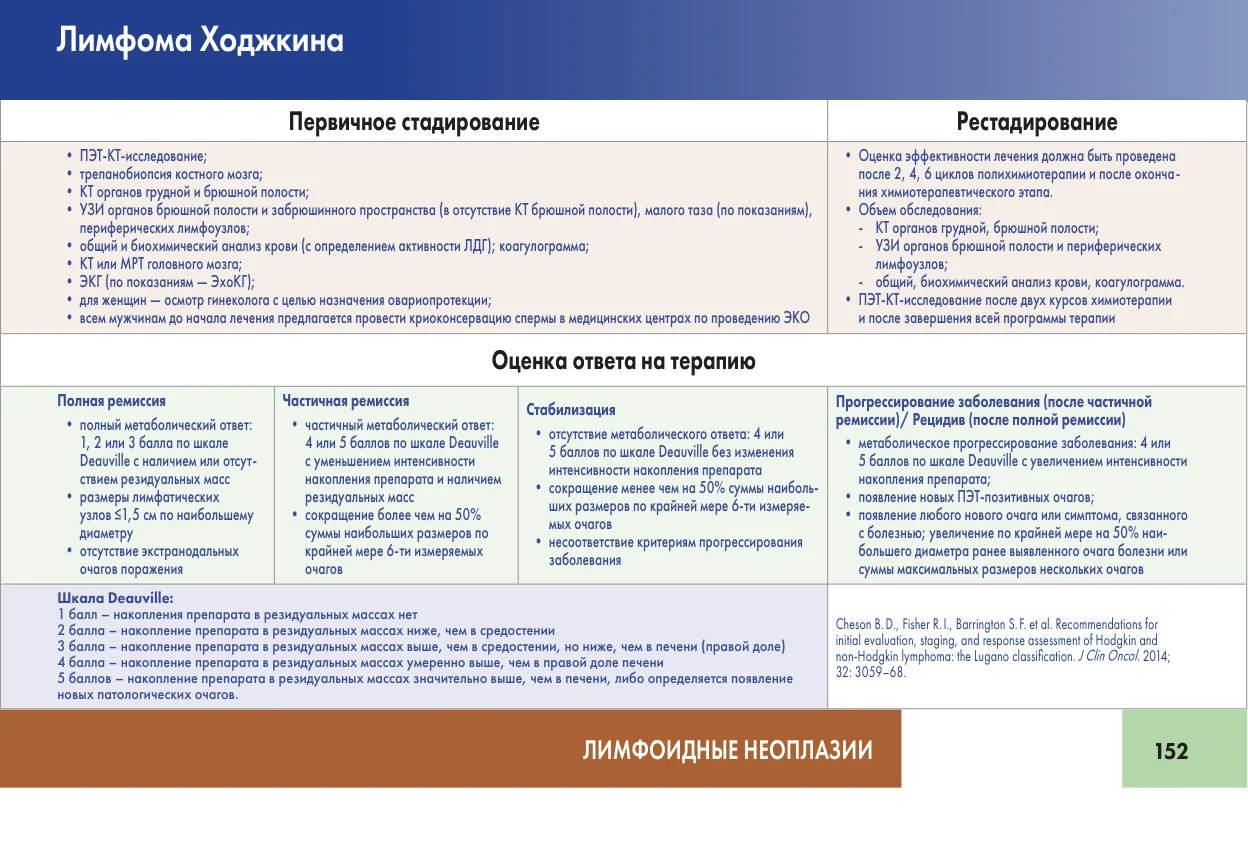 Лимфома Ходжкина
Первичное стадирование
• ПЭТ-КТ-исследование;
• трепанобиопсия костного мозга;
• КТ органов грудной и брюшной полости;
• УЗИ органов брюшной полости и забрюшинного пространства (в отсутствие КТ брюшной полости), малого таза (по показаниям),
периферических лимфоузлов;
• общий и биохимический анализ крови (с определением активности ЛДГ); коагулограмма;
• КТ или МРТ головного мозга;
• ЭКГ (по показаниям — ЭхоКГ);
• для женщин — осмотр гинеколога с целью назначения овариопротекции;
• всем мужчинам до начала лечения предлагается провести криоконсервацию спермы в медицинских центрах по проведению ЭКО
Рестадирование
• Оценка эффективности лечения должна быть проведена
после 2, 4, 6 циклов полихимиотерапии и после оконча-
ния химиотерапевтического этапа.
• Объем обследования:
- КТ органов грудной, брюшной полости;
- УЗИ органов брюшной полости и периферических
лимфоузлов;
- общий, биохимический анализ крови, коагулограмма.
• ПЭТ-КТ-исследование после двух курсов химиотерапии
и после завершения всей программы терапии
Оценка ответа на терапию
Полная ремиссия
• полный метаболический ответ:
1, 2 или 3 балла по шкале
Deauville с наличием или отсут-
ствием резидуальных масс
• размеры лимфатических
узлов ≤1,5 см по наибольшему
диаметру
• отсутствие экстранодальных
очагов поражения
Частичная ремиссия
• частичный метаболический ответ:
4 или 5 баллов по шкале Deauville
с уменьшением интенсивности
накопления препарата и наличием
резидуальных масс
• сокращение более чем на 50%
суммы наибольших размеров по
крайней мере 6-ти измеряемых
очагов
Стабилизация
• отсутствие метаболического ответа: 4 или
5 баллов по шкале Deauville без изменения
интенсивности накопления препарата
• сокращение менее чем на 50% суммы наиболь-
ших размеров по крайней мере 6-ти измеряе-
мых очагов
• несоответствие критериям прогрессирования
заболевания
Прогрессирование заболевания (после частичной
ремиссии)/ Рецидив (после полной ремиссии)
• метаболическое прогрессирование заболевания: 4 или
5 баллов по шкале Deauville с увеличением интенсивности
накопления препарата;
• появление новых ПЭТ-позитивных очагов;
• появление любого нового очага или симптома, связанного
с болезнью; увеличение по крайней мере на 50% наи-
большего диаметра ранее выявленного очага болезни или
суммы максимальных размеров нескольких очагов
Шкала Deauville:
1 балл – накопления препарата в резидуальных массах нет
2 балла – накопление препарата в резидуальных массах ниже, чем в средостении
3 балла – накопление препарата в резидуальных массах выше, чем в средостении, но ниже, чем в печени (правой доле)
4 балла – накопление препарата в резидуальных массах умеренно выше, чем в правой доле печени
5 баллов – накопление препарата в резидуальных массах значительно выше, чем в печени, либо определяется появление
новых патологических очагов.
Cheson B. D., Fisher R. I., Barrington S. F. et al. Recommendations for
initial evaluation, staging, and response assessment of Hodgkin and
non-Hodgkin lymphoma: the Lugano classification. J Clin Oncol. 2014;
32: 3059–68.
ЛИМФОИДНЫЕ НЕОПЛАЗИИ
152